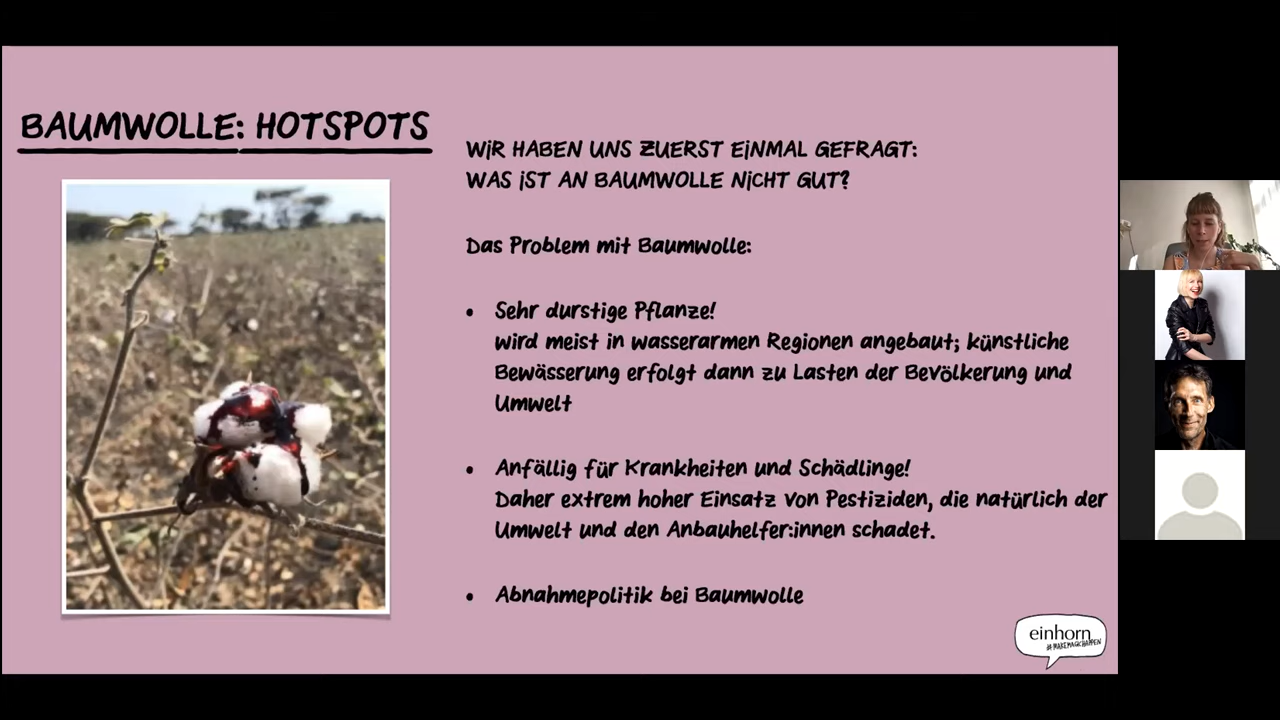 BAUMWOLLE: HOTSPOTS
WiR HABEN UNS ZUERST EiNMAL GEFRAGT:
WAS iST AN BAUMWOLLE NiCHT GUT?
Das Problem mit Baumwolle:
• Sehr durstige Pflanze!
wird meist in wasserarmen Regionen angebaut; künstliche
Bewässerung erfolgt dann zu Lasten der Bevölkerung und
Umwelt
• Anfällig für Krankheiten und Schädlinge!
Daher extrem hoher Einsatz von Pestiziden, die natürlich der
Umwelt und den Anbauhelfer:innen schadet.
• Abnahmepolitik bei Baumwolle
einhorn
#MAKEMAGICHAPPEN